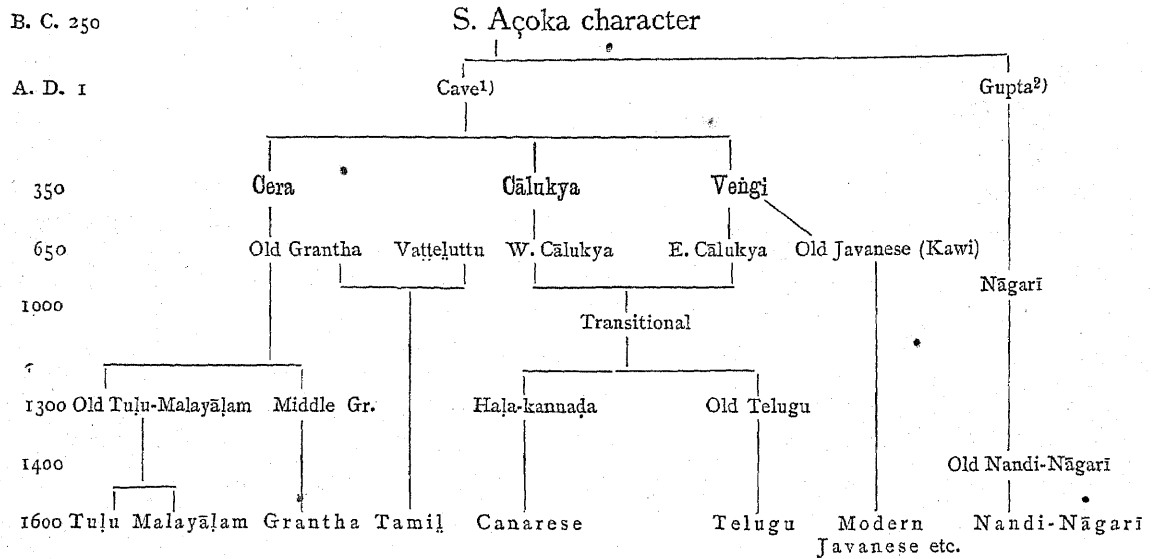 B. C. 250 S. Açoka character
A. D. 1 Cave1) Gupta2)
350 Cera Cālukya Veṅgi
650 Old Grantha Vaṭṭeḻuttu W. Cālukya E. Cālukya Old Javanese (Kawi)
Nāgarī
1000
Transitional
1300 Old Tuḷu-Malayāḷam Middle Gr. Haḷa-kannaḍa Old Telugu
1400 Old Nandi-Nāgarī
1600 Tuḷu Malayāḷam Grantha Tamiḻ Canarese Telugu Modern Nandi-Nāgarī
Javanese etc.